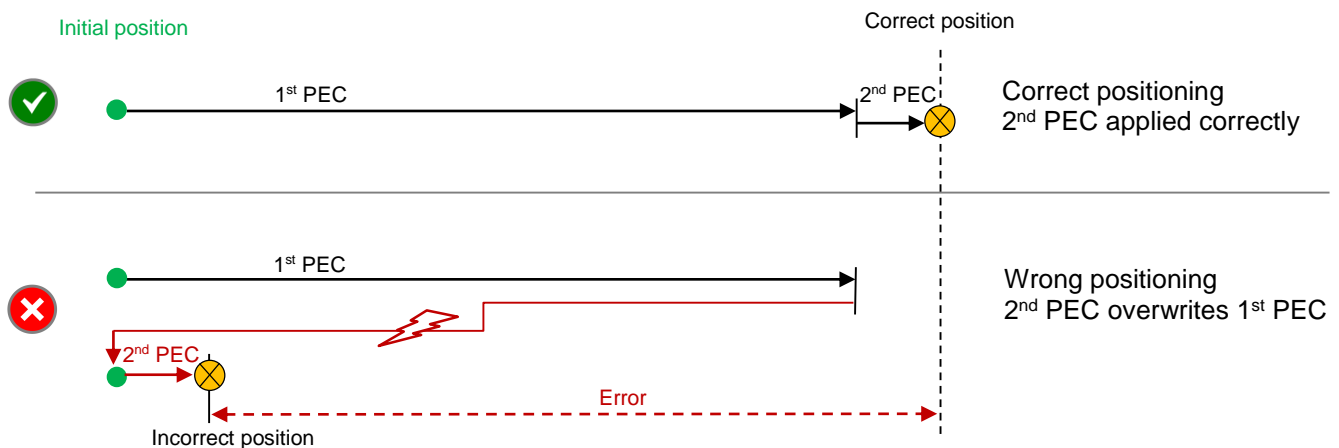 Initial position
Correct position
1st PEC
2nd PEC
Correct positioning
2nd PEC applied correctly
1st PEC
Wrong positioning
2nd PEC overwrites 1st PEC
2nd PEC
Error
Incorrect position